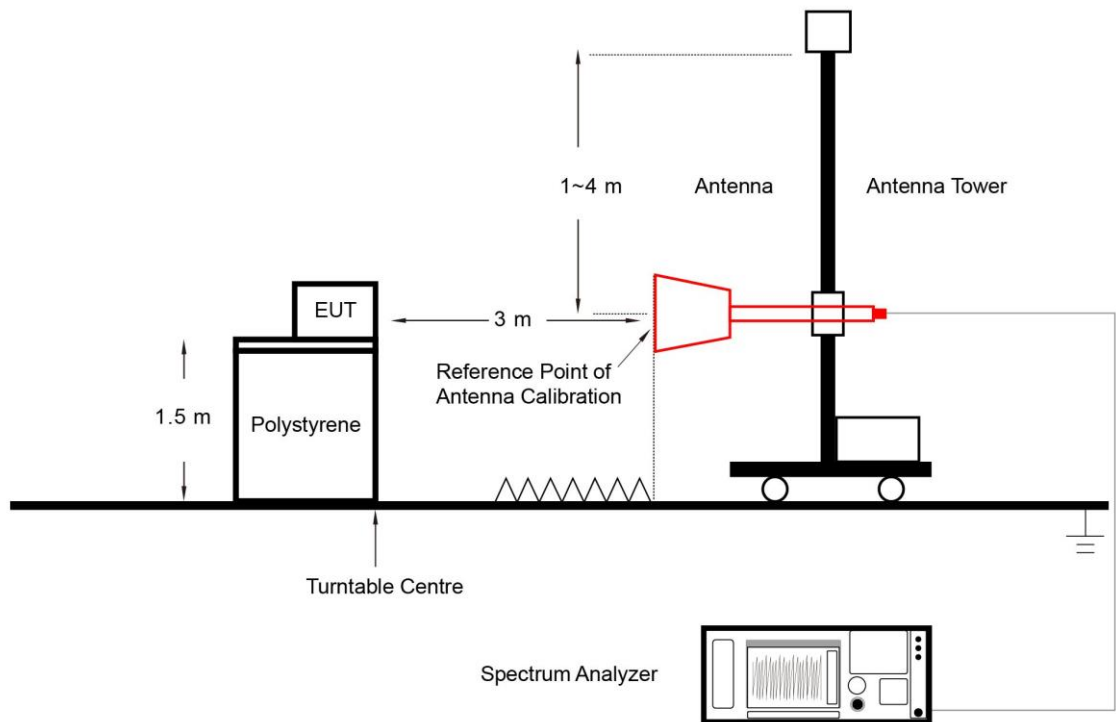 1~4 m
Antenna
Antenna Tower
EUT
3 m
Reference Point of
Antenna Calibration
1.5 m
Polystyrene
Turntable Centre
Spectrum Analyzer